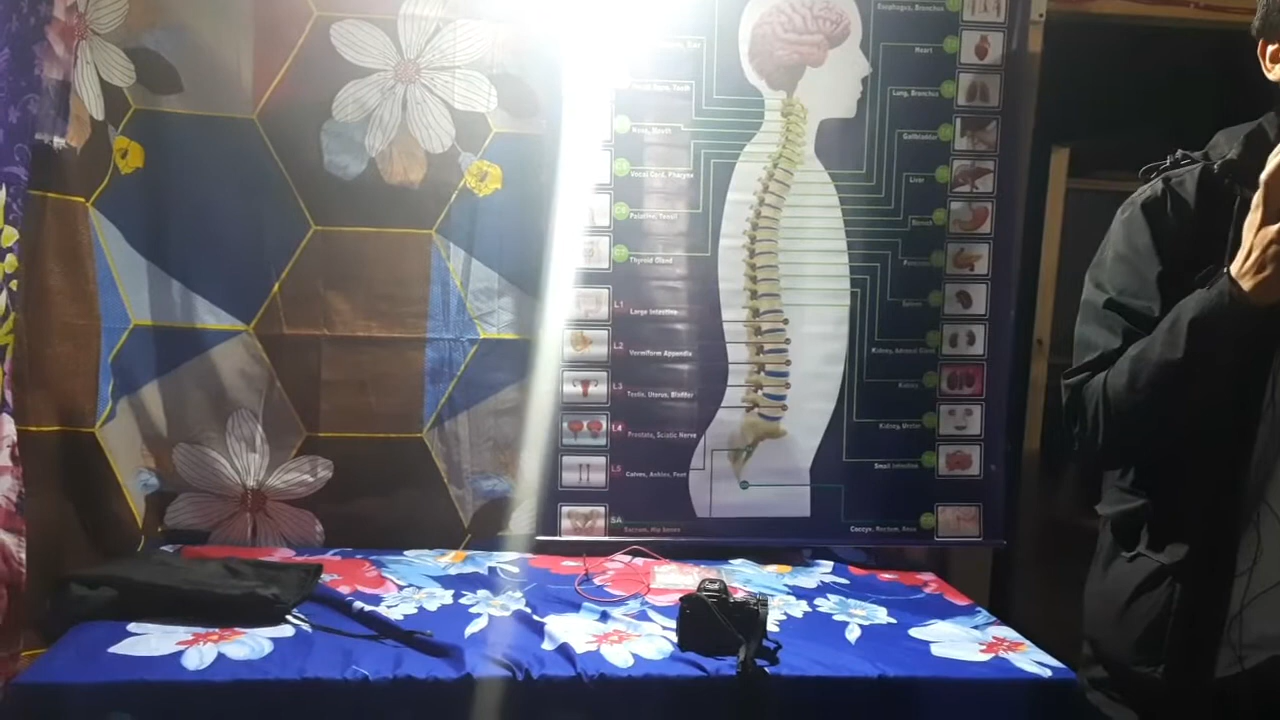 Nose, Mouth
Vocal Cord, Pharynx
C6
Palatine, Tonsil
C7
Thyroid Gland
L1
Large Intestine
L2
Vermiform Appendix
L3
Testis, Uterus, Bladder
L4
Prostate, Sciatic Nerve
L5
Calves, Ankles, Feet
SA
Sacrum, Hip bones
Esophagus, Bronchus
Heart
Lung, Bronchus
Gallbladder
Liver
Stomach
Pancreas
Spleen
Kidney, Adrenal Gland
Kidney
Kidney, Ureter
Small Intestine
Coccyx, Rectum, Anus